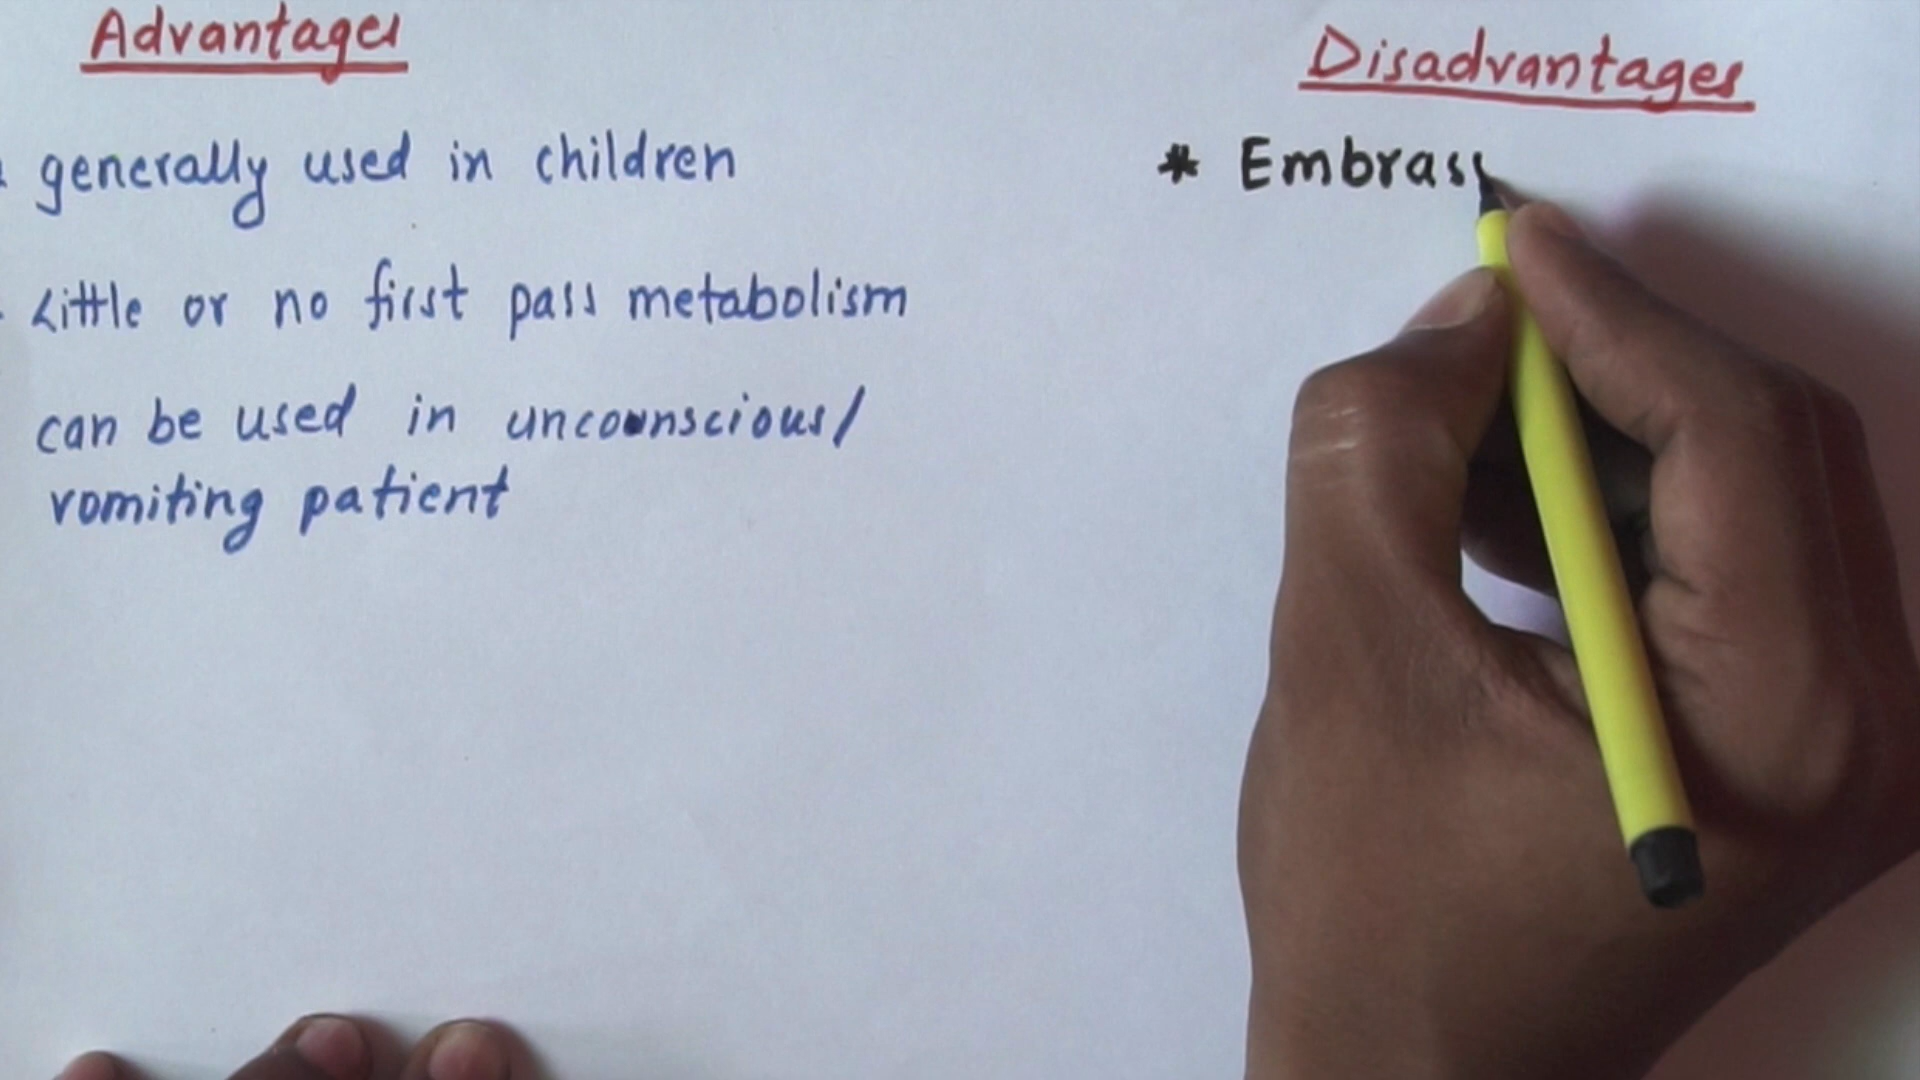 Advantages
generally used in children
Little or no first pass metabolism
can be used in unconscious/
vomiting patient
Disadvantages
* Embrass